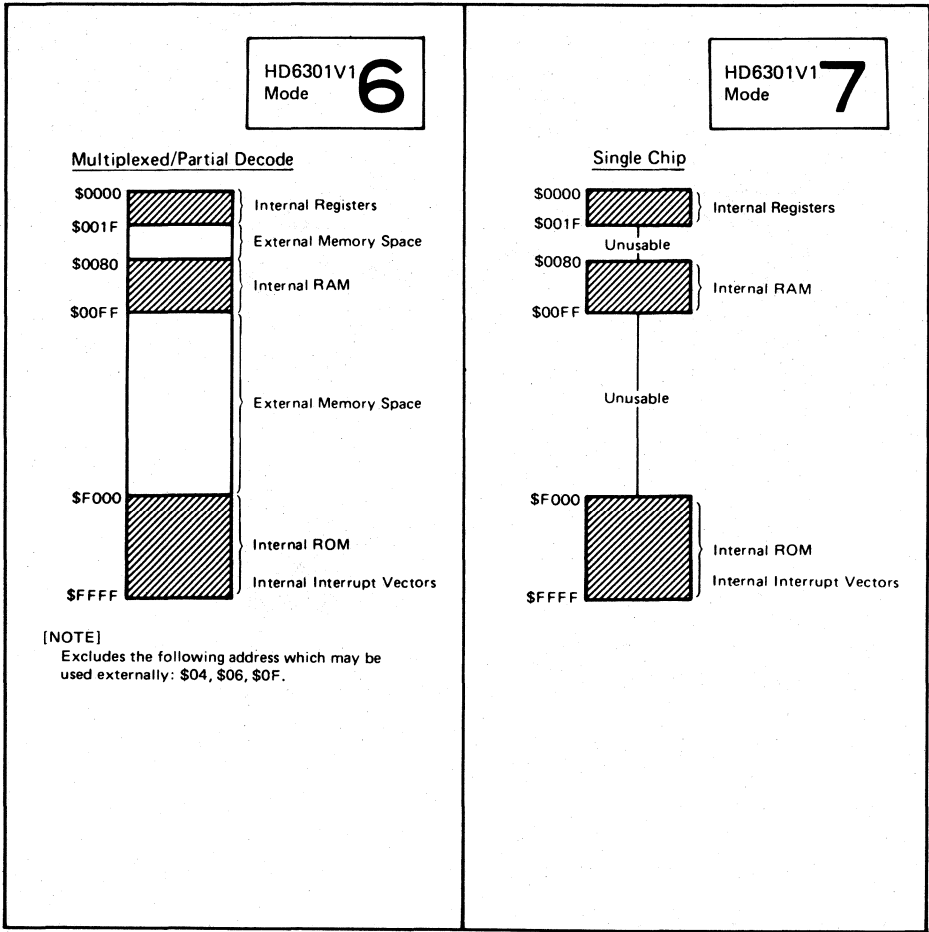 HD6301V1
Mode 6
Multiplexed/Partial Decode
$0000
Internal Registers
$001F
External Memory Space
$0080
Internal RAM
$00FF
External Memory Space
$F000
Internal ROM
Internal Interrupt Vectors
$FFFF
[NOTE]
Excludes the following address which may be
used externally: $04, $06, $0F.
HD6301V1
Mode 7
Single Chip
$0000
Internal Registers
$001F
Unusable
$0080
Internal RAM
$00FF
Unusable
$F000
Internal ROM
Internal Interrupt Vectors
$FFFF